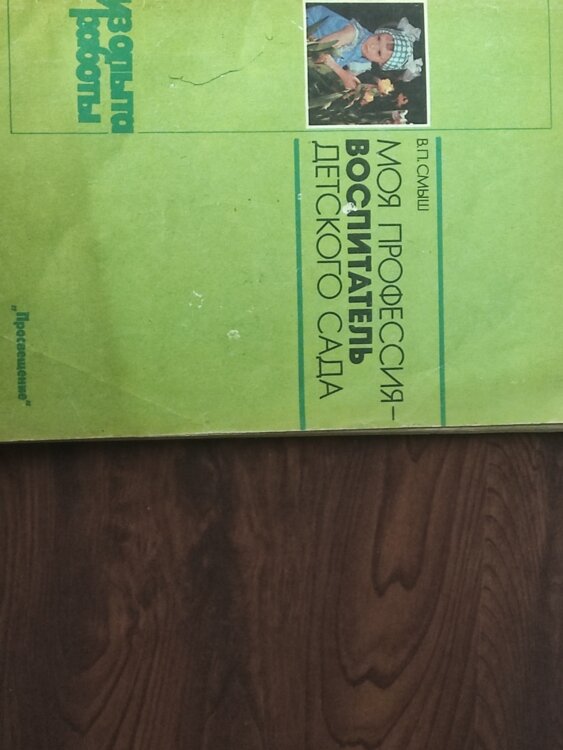 В.П. СМЫШ
МОЯ ПРОФЕССИЯ–
ВОСПИТАТЕЛЬ
ДЕТСКОГО САДА
из опыта
работы
„Просвещение“